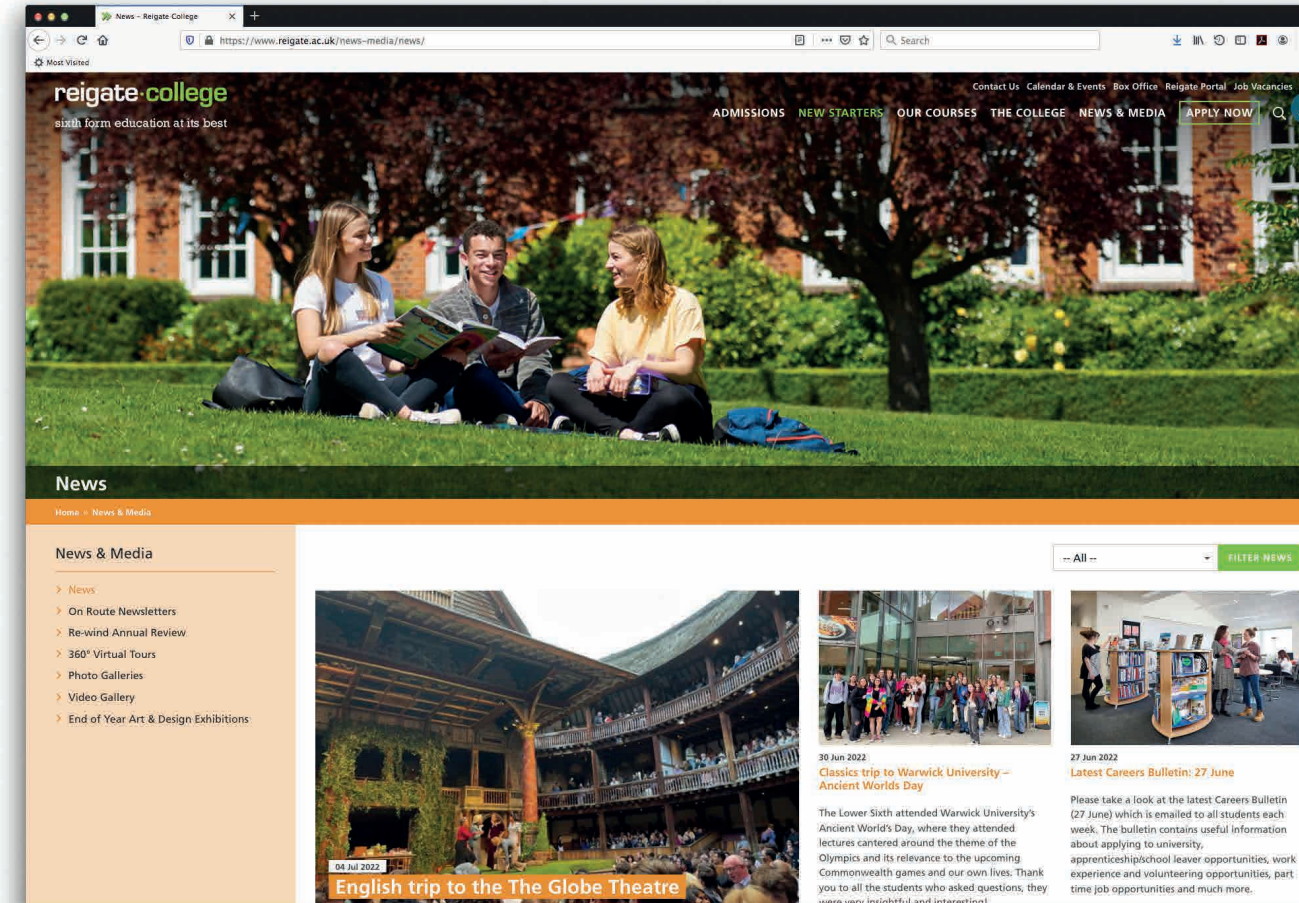 News – Reigate College
https://www.reigate.ac.uk/news-media/news/
Search
Most Visited
reigate·college
sixth form education at its best
Contact Us Calendar & Events Box Office Reigate Portal Job Vacancies
ADMISSIONS NEW STARTERS OUR COURSES THE COLLEGE NEWS & MEDIA APPLY NOW
News
Home » News & Media
News & Media
News
On Route Newsletters
Re-wind Annual Review
360° Virtual Tours
Photo Galleries
Video Gallery
End of Year Art & Design Exhibitions
-- All --
FILTER NEWS
04 Jul 2022
English trip to the The Globe Theatre
30 Jun 2022
Classics trip to Warwick University –
Ancient Worlds Day
The Lower Sixth attended Warwick University's
Ancient World's Day, where they attended
lectures cantered around the theme of the
Olympics and its relevance to the upcoming
Commonwealth games and our own lives. Thank
you to all the students who asked questions, they
were very insightful and interesting!
27 Jun 2022
Latest Careers Bulletin: 27 June
Please take a look at the latest Careers Bulletin
(27 June) which is emailed to all students each
week. The bulletin contains useful information
about applying to university,
apprenticeship/school leaver opportunities, work
experience and volunteering opportunities, part
time job opportunities and much more.